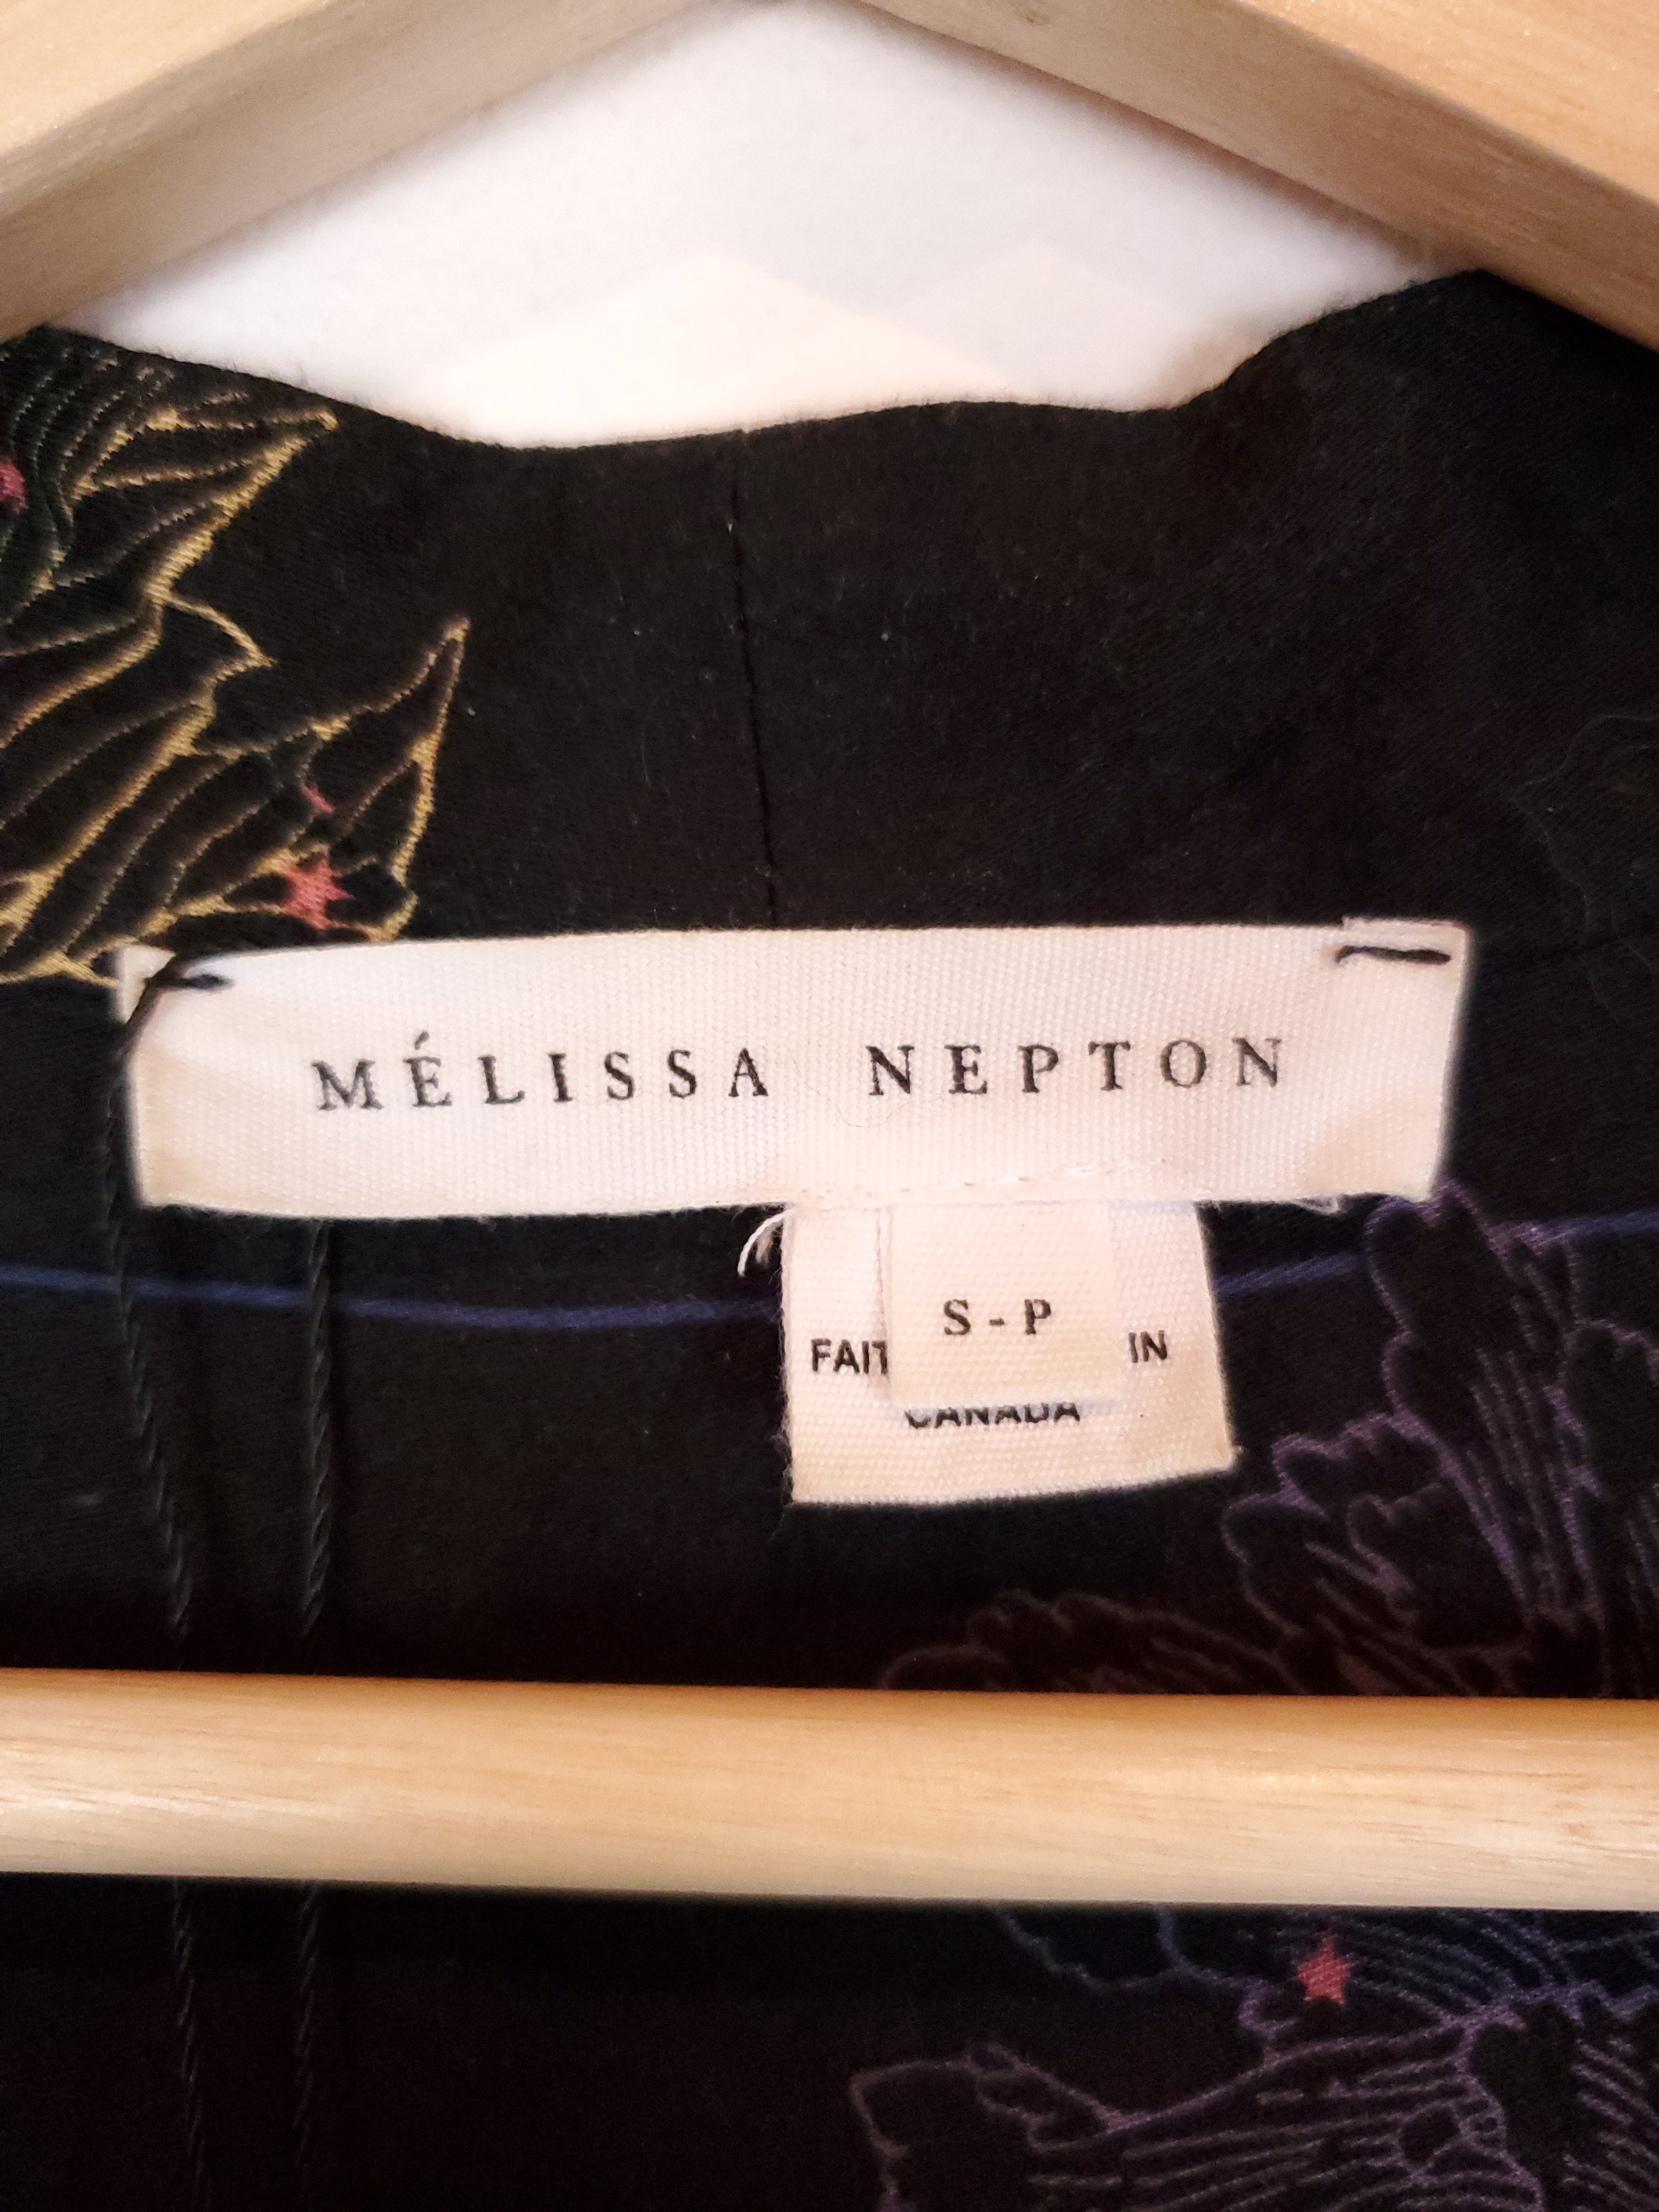 MÉLISSA NEPTON
S-P
FAIT IN
CANADA